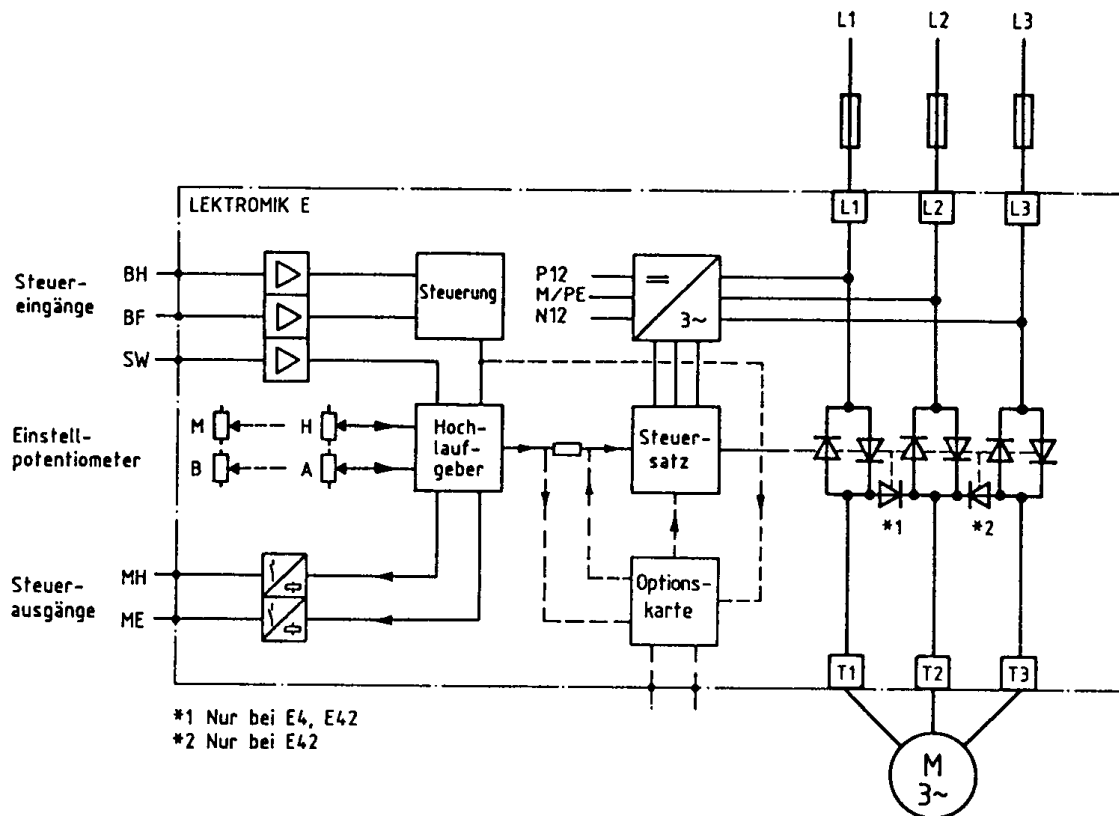 L1 L2 L3
LEKTROMIK E
L1 L2 L3
Steuer-
eingänge
BH
BF
SW
Steuerung
P12
M/PE
N12
3~
Einstell-
potentiometer
M H
B A
Hoch-
lauf-
geber
Steuer-
satz
*1 *2
Steuer-
ausgänge
MH
ME
Options-
karte
T1 T2 T3
*1 Nur bei E4, E42
*2 Nur bei E42
M
3~